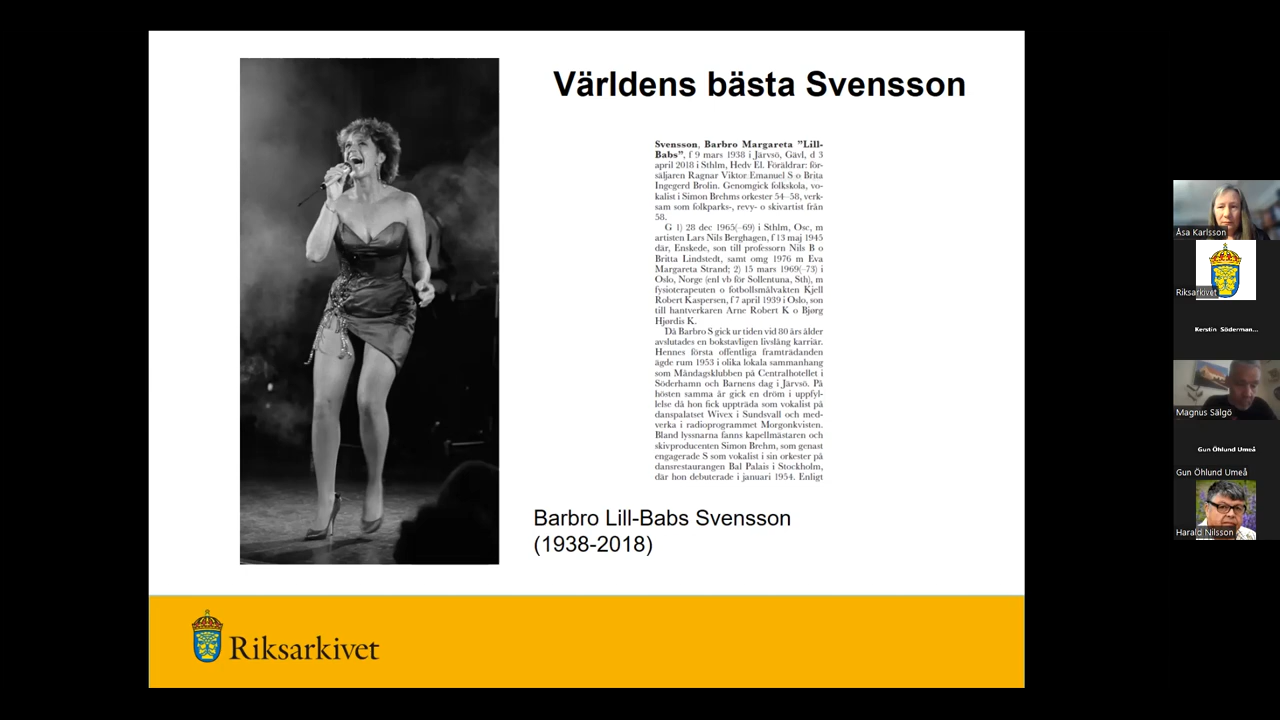 Världens bästa Svensson
Svensson, Barbro Margareta ”Lill-
Babs”, f 9 mars 1938 i Järvsö, Gävl, d 3
april 2018 i Sthlm, Hedv El. Föräldrar: för-
säljaren Ragnar Viktor Emanuel S o Brita
Ingegerd Brolin. Genomgick folkskola, vo-
kalist i Simon Brehms orkester 54–58, verk-
sam som folkparks-, revy- o skivartist från
58.
G 1) 28 dec 1965(–69) i Sthlm, Osc, m
artisten Lars Nils Berghagen, f 13 maj 1945
där, Enskede, son till professorn Nils B o
Britta Lindstedt, samt omg 1976 m Eva
Margareta Strand; 2) 15 mars 1969(–73) i
Oslo, Norge (enl vb för Sollentuna, Sth), m
fysioterapeuten o fotbollsmålvakten Kjell
Robert Kaspersen, f 7 april 1939 i Oslo, son
till hantverkaren Arne Robert K o Bjørg
Hjørdis K.
Då Barbro S gick ur tiden vid 80 års ålder
avslutades en bokstavligen livslång karriär.
Hennes första offentliga framträdanden
ägde rum 1953 i olika lokala sammanhang
som Måndagsklubben på Centralhotellet i
Söderhamn och Barnens dag i Järvsö. På
hösten samma år gick en dröm i uppfyl-
lelse då hon fick uppträda som vokalist på
danspalatset Wivex i Sundsvall och med-
verka i radioprogrammet Morgonkvisten.
Bland lyssnarna fanns kapellmästaren och
skivproducenten Simon Brehm, som genast
engagerade S som vokalist i sin orkester på
dansrestaurangen Bal Palais i Stockholm,
där hon debuterade i januari 1954. Enligt
Barbro Lill-Babs Svensson
(1938-2018)
Riksarkivet
Åsa Karlsson
Riksarkivet
Kerstin Söderman...
Magnus Sälgö
Gun Öhlund Umeå
Gun Öhlund Umeå
Harald Nilsson